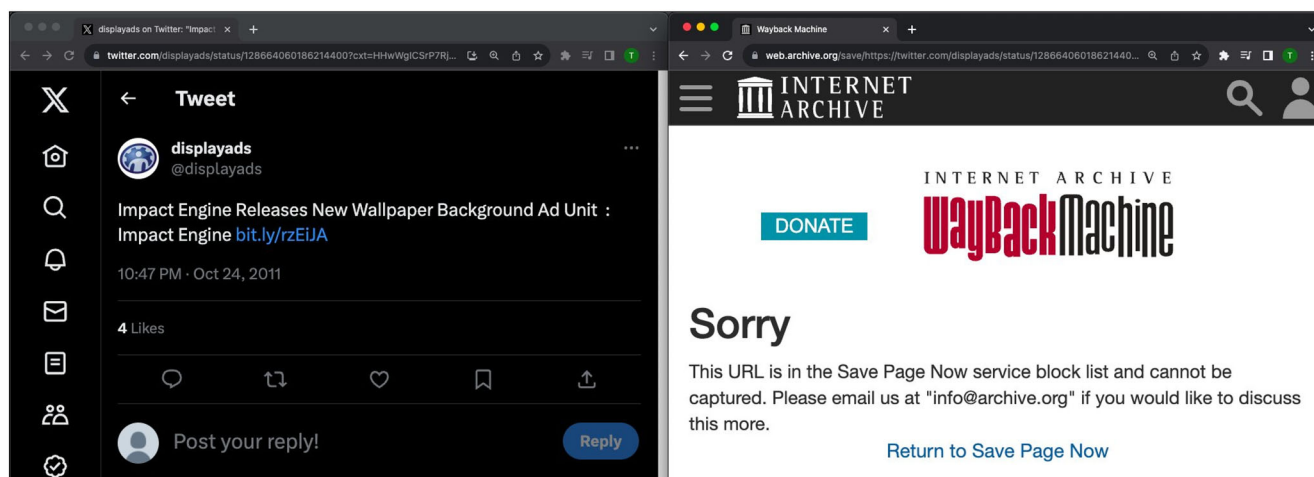 displayads on Twitter: "Impact
twitter.com/displayads/status/128664060186214400?cxt=HHwWgICSrP7Rj...
Tweet
displayads
@displayads
Impact Engine Releases New Wallpaper Background Ad Unit :
Impact Engine bit.ly/rzEiJA
10:47 PM · Oct 24, 2011
4 Likes
Post your reply!
Reply
Wayback Machine
web.archive.org/save/https://twitter.com/displayads/status/12866406018621440...
T
T
INTERNET
ARCHIVE
INTERNET ARCHIVE
DONATE
WayBackMachine
Sorry
This URL is in the Save Page Now service block list and cannot be
captured. Please email us at "info@archive.org" if you would like to discuss
this more.
Return to Save Page Now